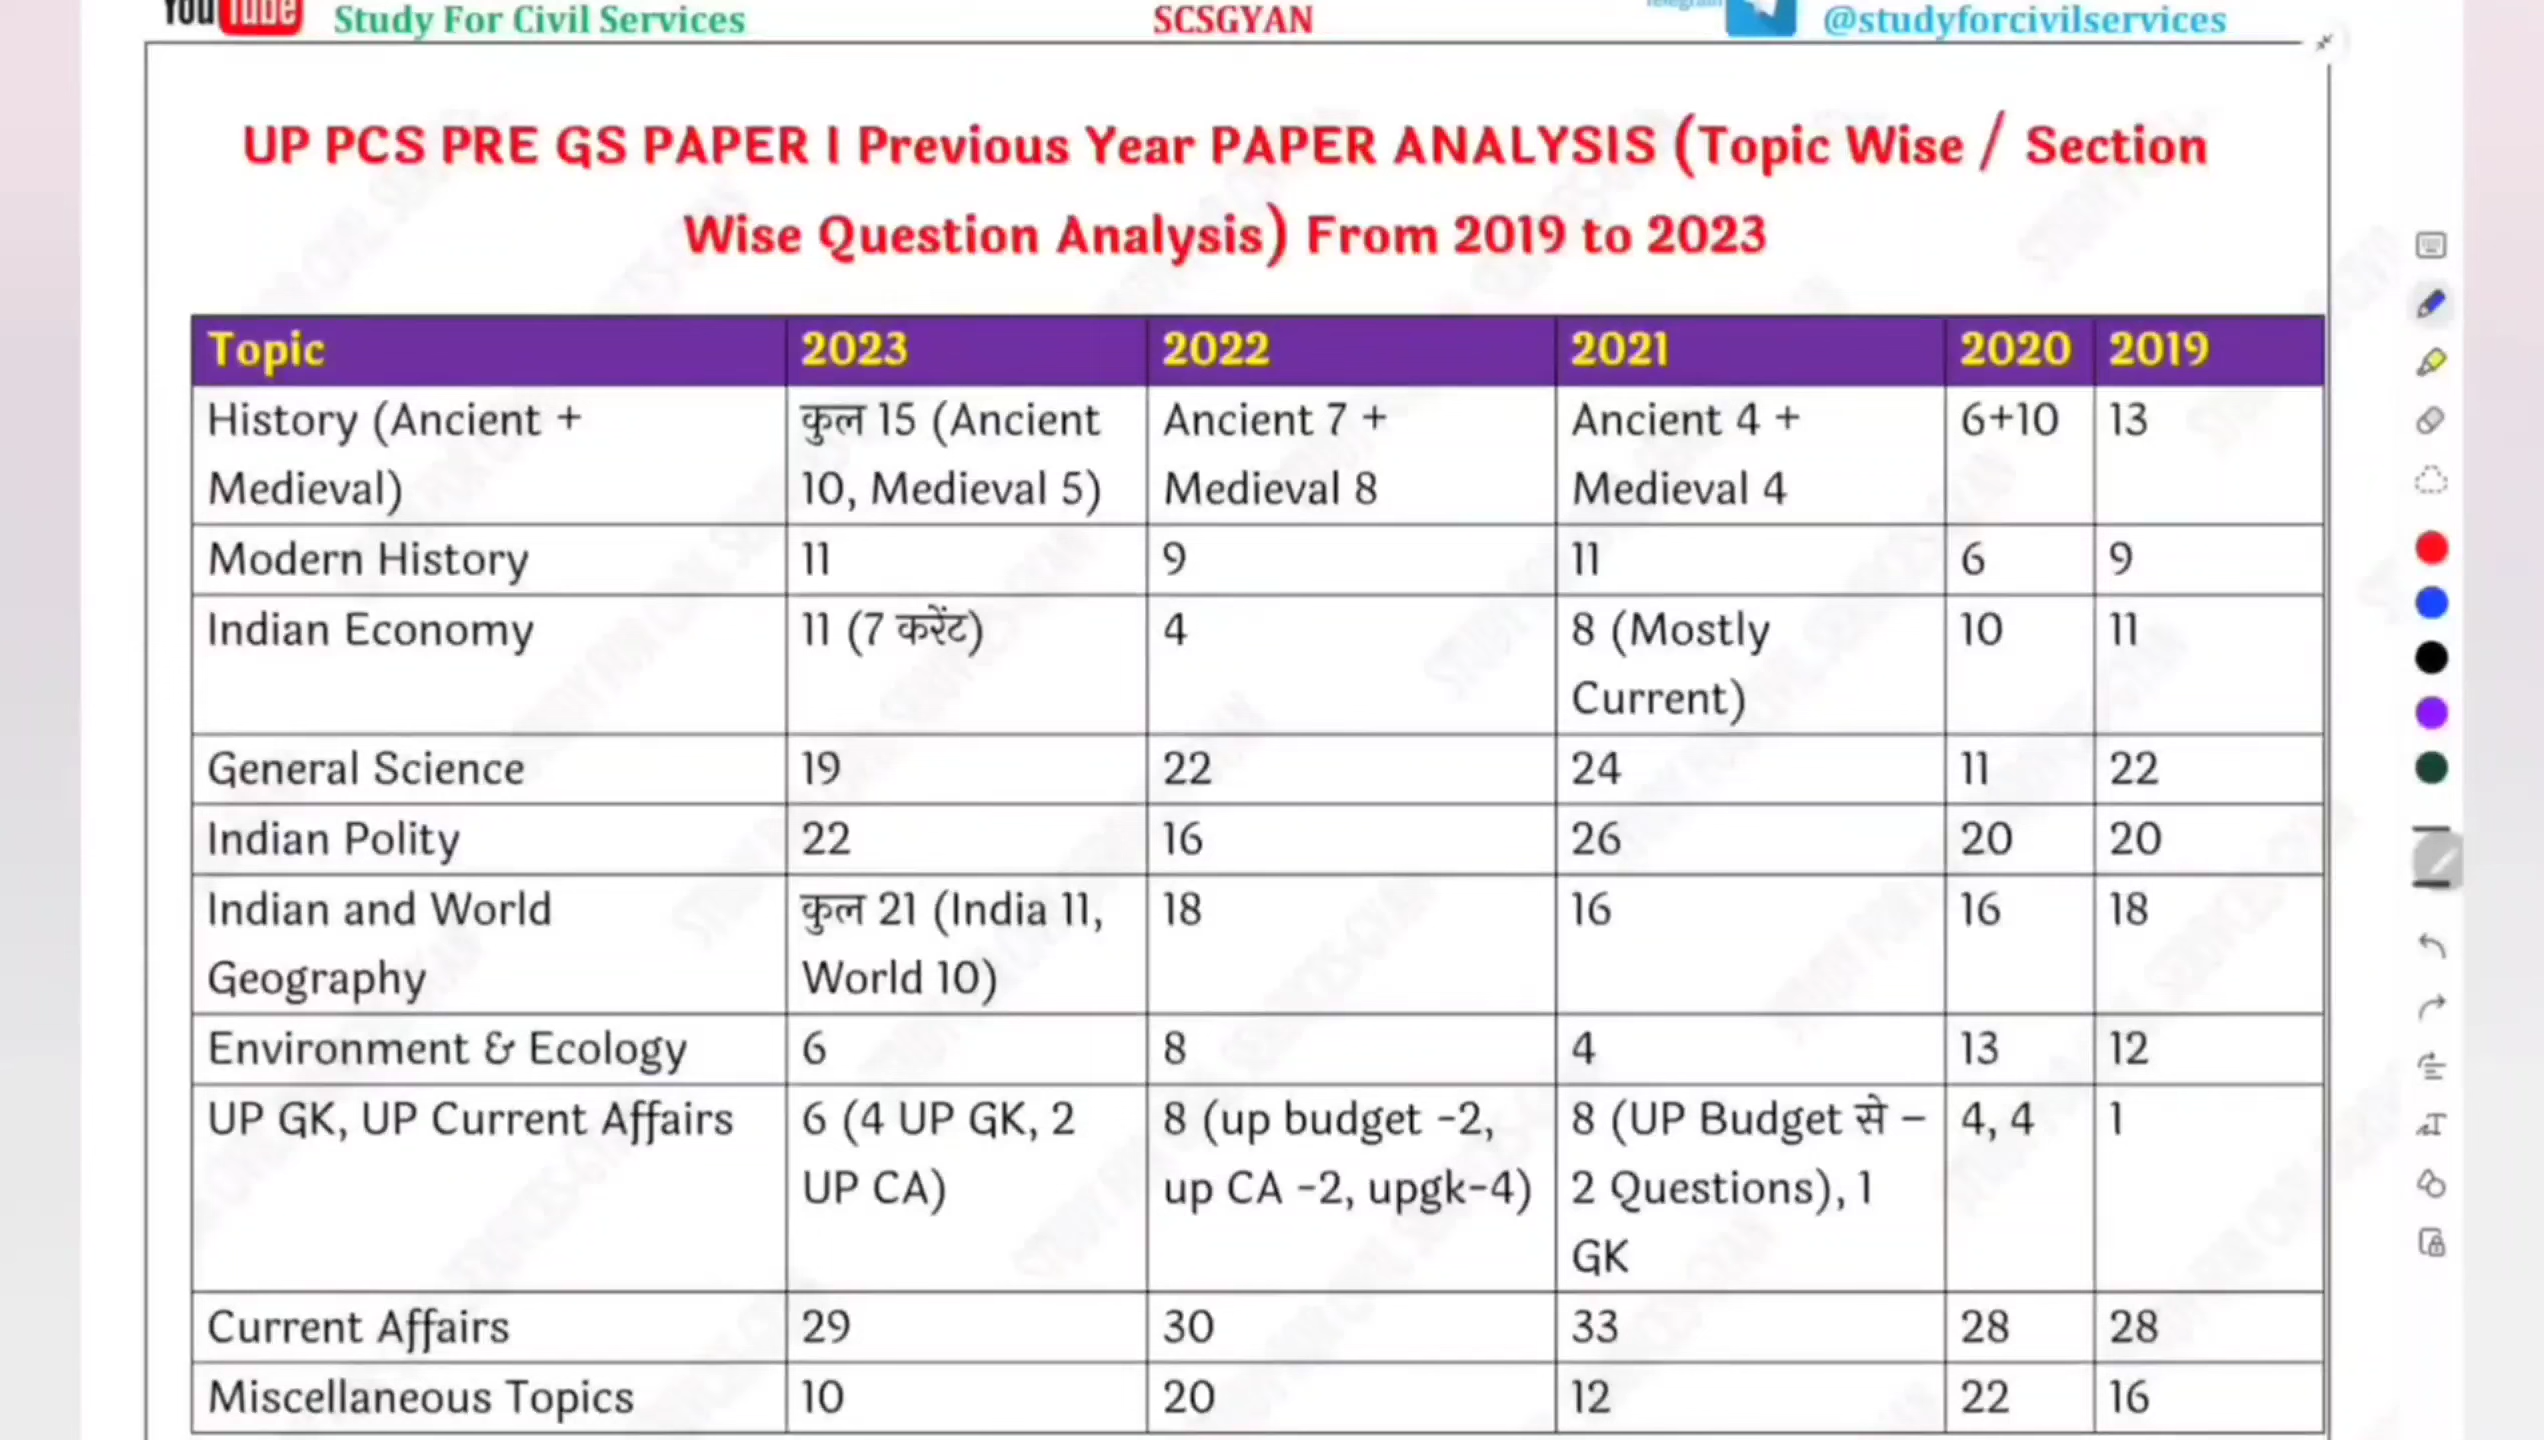 YouTube Study For Civil Services SCSGYAN Telegram @studyforcivilservices
UP PCS PRE GS PAPER I Previous Year PAPER ANALYSIS (Topic Wise / Section
Wise Question Analysis) From 2019 to 2023
Topic 2023 2022 2021 2020 2019
History (Ancient + कुल 15 (Ancient Ancient 7 + Ancient 4 + 6+10 13
Medieval) 10, Medieval 5) Medieval 8 Medieval 4
Modern History 11 9 11 6 9
Indian Economy 11 (7 करेंट) 4 8 (Mostly 10 11
Current)
General Science 19 22 24 11 22
Indian Polity 22 16 26 20 20
Indian and World कुल 21 (India 11, 18 16 16 18
Geography World 10)
Environment & Ecology 6 8 4 13 12
UP GK, UP Current Affairs 6 (4 UP GK, 2 8 (up budget -2, 8 (UP Budget से – 4, 4 1
UP CA) up CA -2, upgk-4) 2 Questions), 1
GK
Current Affairs 29 30 33 28 28
Miscellaneous Topics 10 20 12 22 16